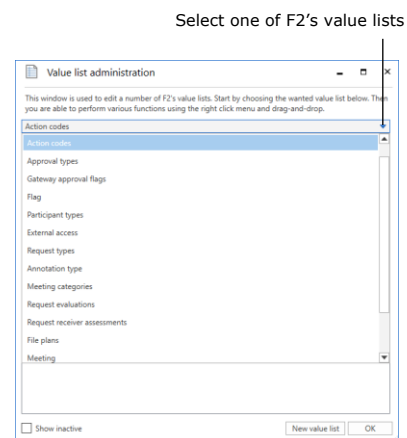 Select one of F2's value lists
Value list administration
This window is used to edit a number of F2's value lists. Start by choosing the wanted value list below. Then
you are able to perform various functions using the right click menu and drag-and-drop.
Action codes
Action codes
Approval types
Gateway approval flags
Flag
Participant types
External access
Request types
Annotation type
Meeting categories
Request evaluations
Request receiver assessments
File plans
Meeting
Show inactive
New value list
OK